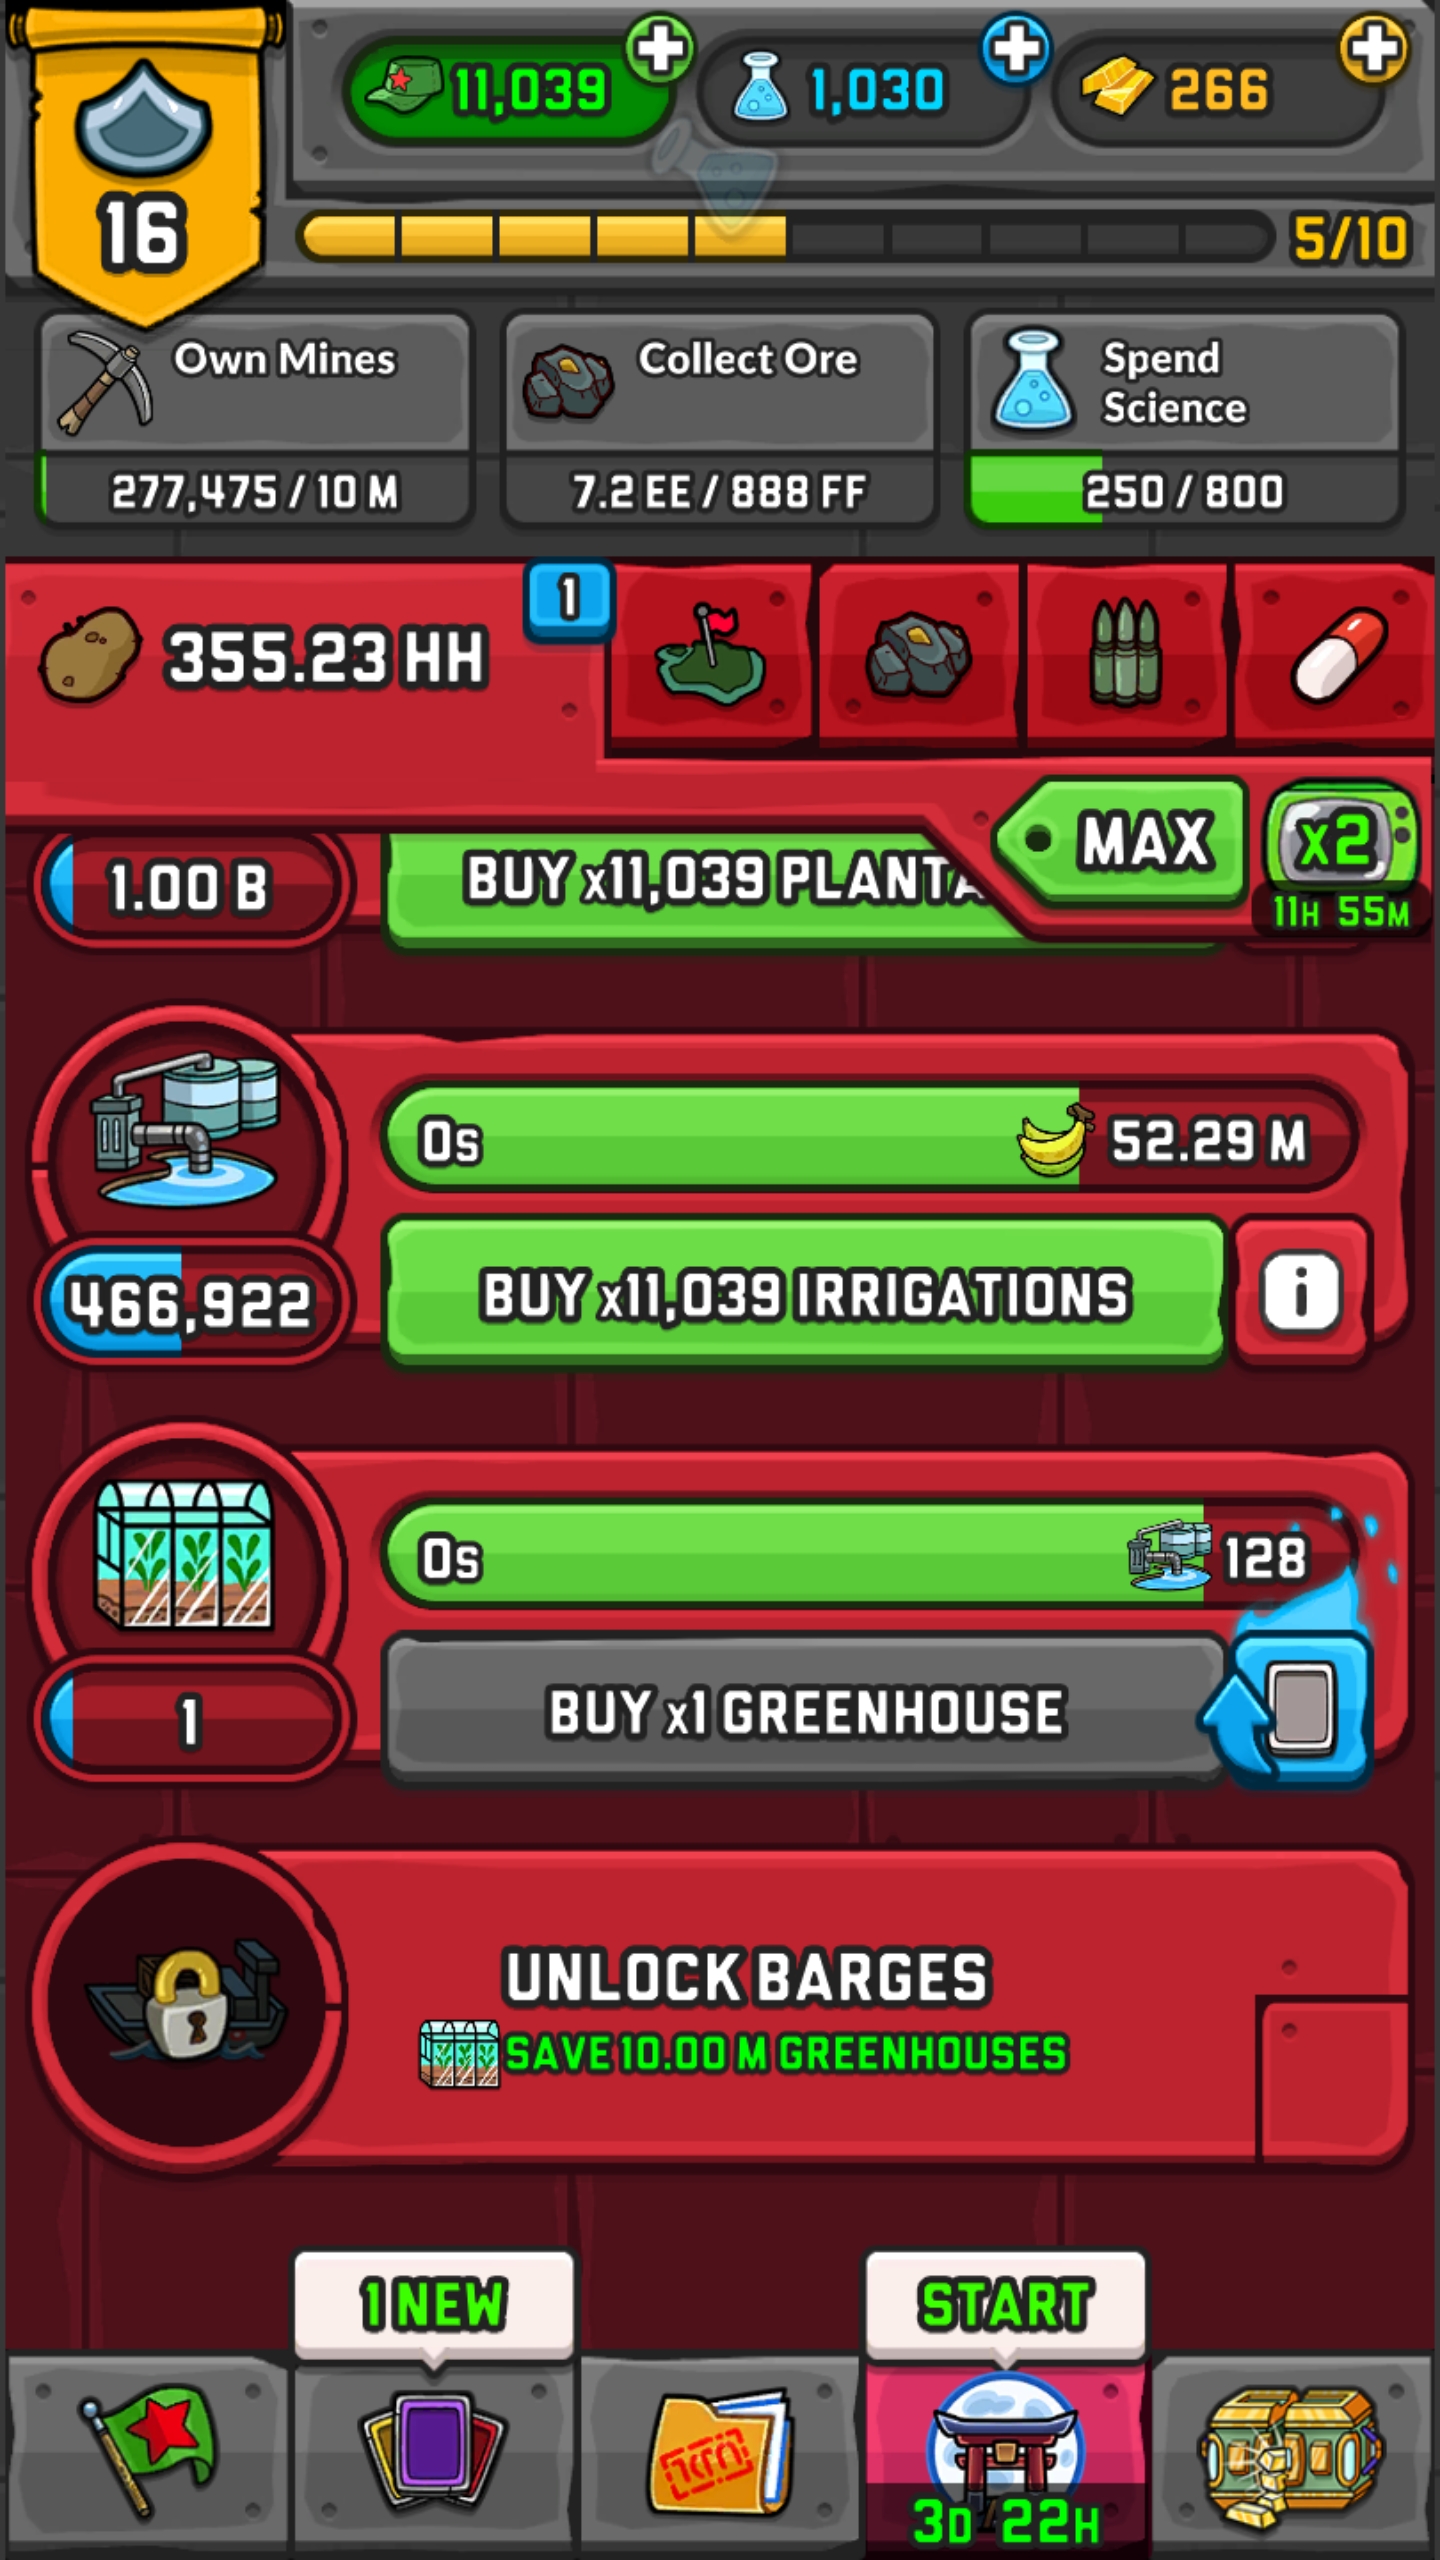 16
11,039
1,030
266
5/10
Own Mines
277,475 / 10 M
Collect Ore
7.2 EE / 888 FF
Spend
Science
250 / 800
355.23 HH
1
MAX
x2
11H 55M
1.00 B
BUY x11,039 PLANTA
0s
52.29 M
466,922
BUY x11,039 IRRIGATIONS
i
0s
128
1
BUY x1 GREENHOUSE
UNLOCK BARGES
SAVE 10.00 M GREENHOUSES
1 NEW
START
3D 22H